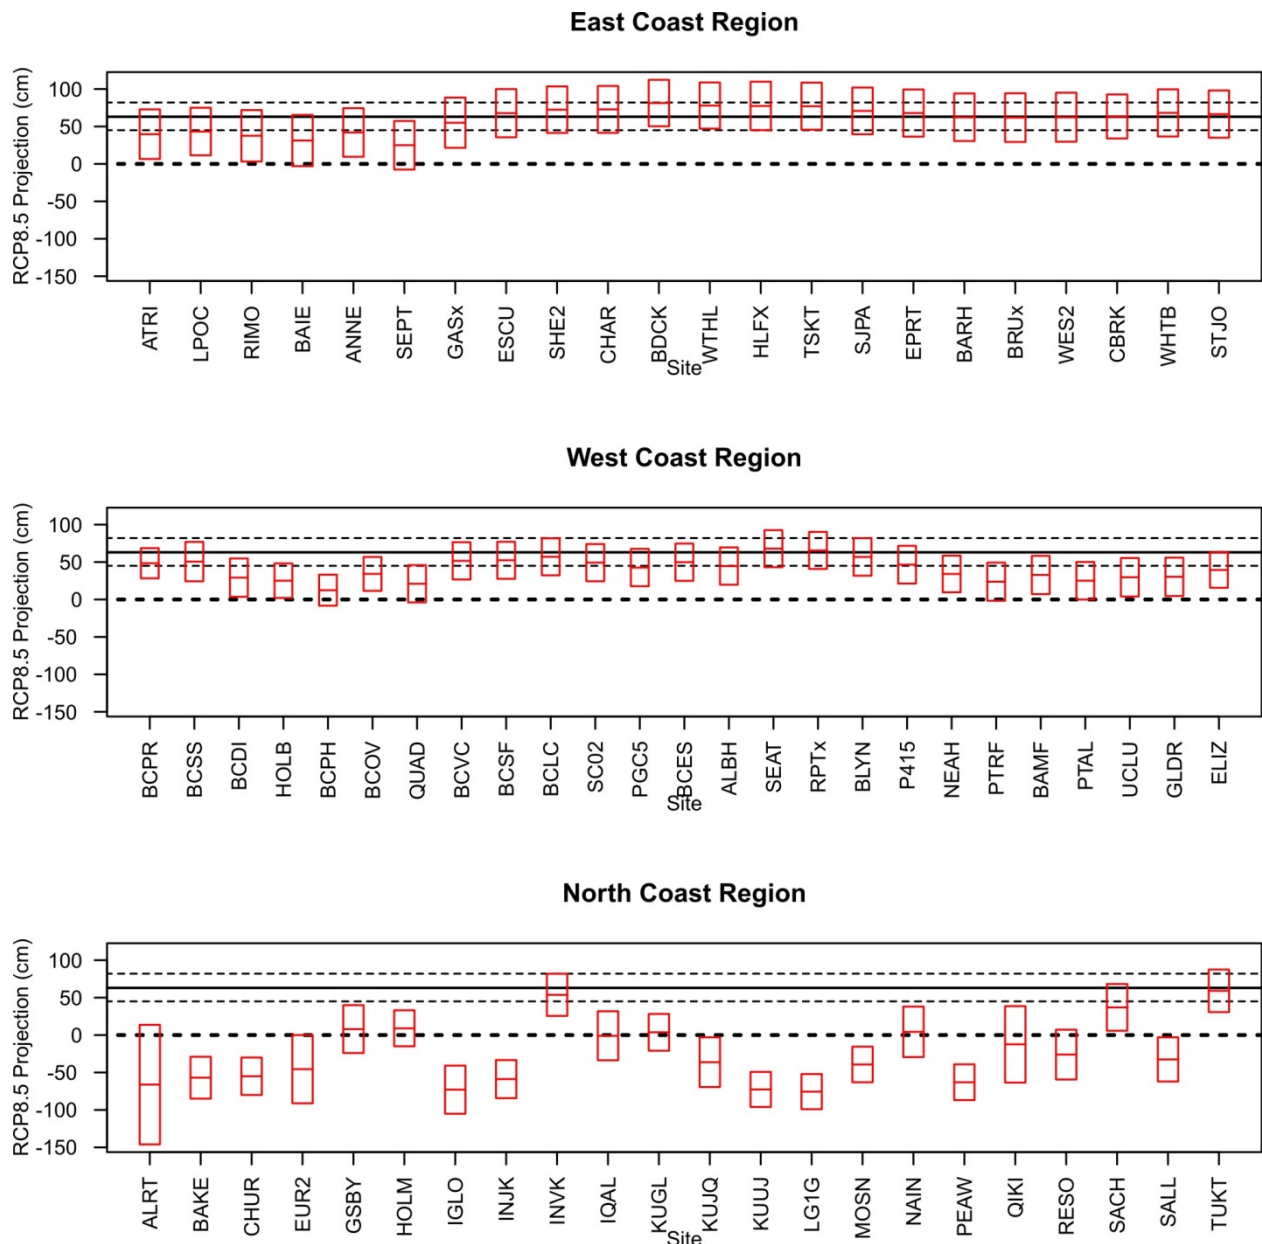 East Coast Region
RCP8.5 Projection (cm)
100
50
0
-50
-100
-150
ATRI
LPOC
RIMO
BAIE
ANNE
SEPT
GASx
ESCU
SHE2
CHAR
BDCK
WTHL
HLFX
TSKT
SJPA
EPRT
BARH
BRUx
WES2
CBRK
WHTB
STJO
Site
West Coast Region
RCP8.5 Projection (cm)
100
50
0
-50
-100
-150
BCPR
BCSS
BCDI
HOLB
BCPH
BCOV
QUAD
BCVC
BCSF
BCLC
SC02
PGC5
BCES
ALBH
SEAT
RPTx
BLYN
P415
NEAH
PTRF
BAMF
PTAL
UCLU
GLDR
ELIZ
Site
North Coast Region
RCP8.5 Projection (cm)
100
50
0
-50
-100
-150
ALRT
BAKE
CHUR
EUR2
GSBY
HOLM
IGLO
INJK
INVK
IQAL
KUGL
KUJQ
KUUJ
LG1G
MOSN
NAIN
PEAW
QIKI
RESO
SACH
SALL
TUKT
Site